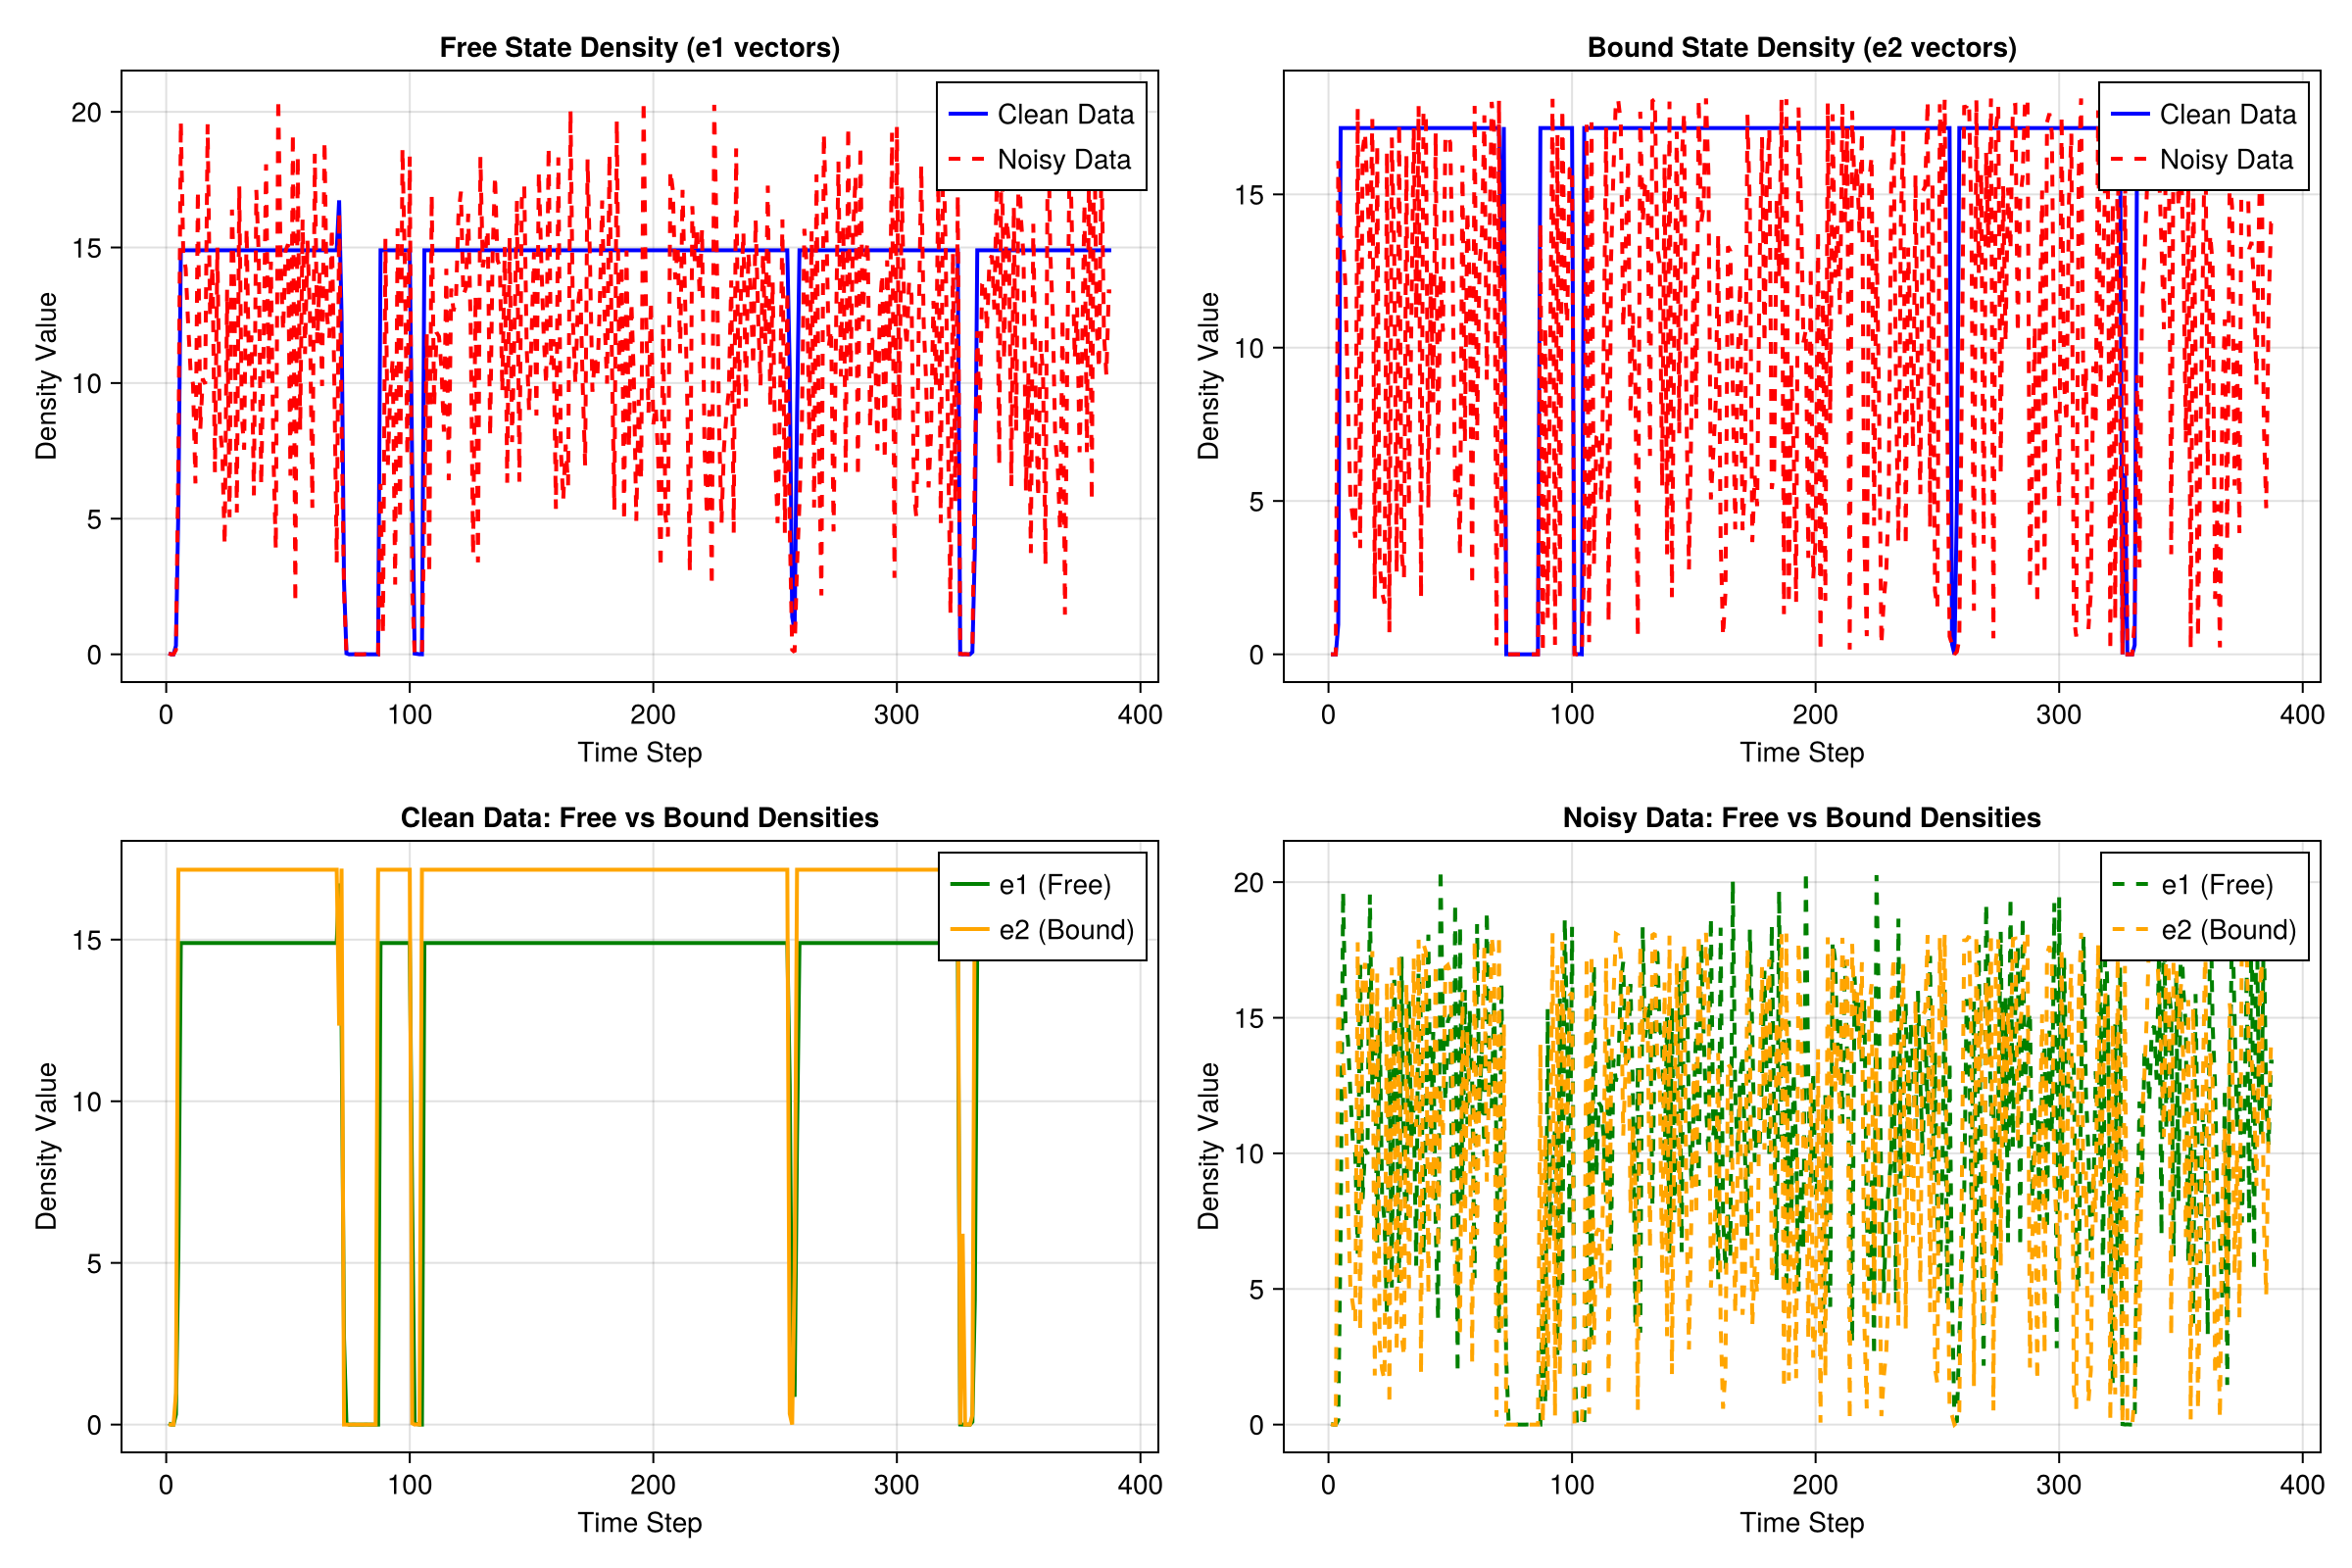 Free State Density (e1 vectors)
Density Value
20
15
10
5
0
Clean Data
Noisy Data
0 100 200 300 400
Time Step
Bound State Density (e2 vectors)
Density Value
15
10
5
0
Clean Data
Noisy Data
0 100 200 300 400
Time Step
Clean Data: Free vs Bound Densities
Density Value
15
10
5
0
e1 (Free)
e2 (Bound)
0 100 200 300 400
Time Step
Noisy Data: Free vs Bound Densities
Density Value
20
15
10
5
0
e1 (Free)
e2 (Bound)
0 100 200 300 400
Time Step